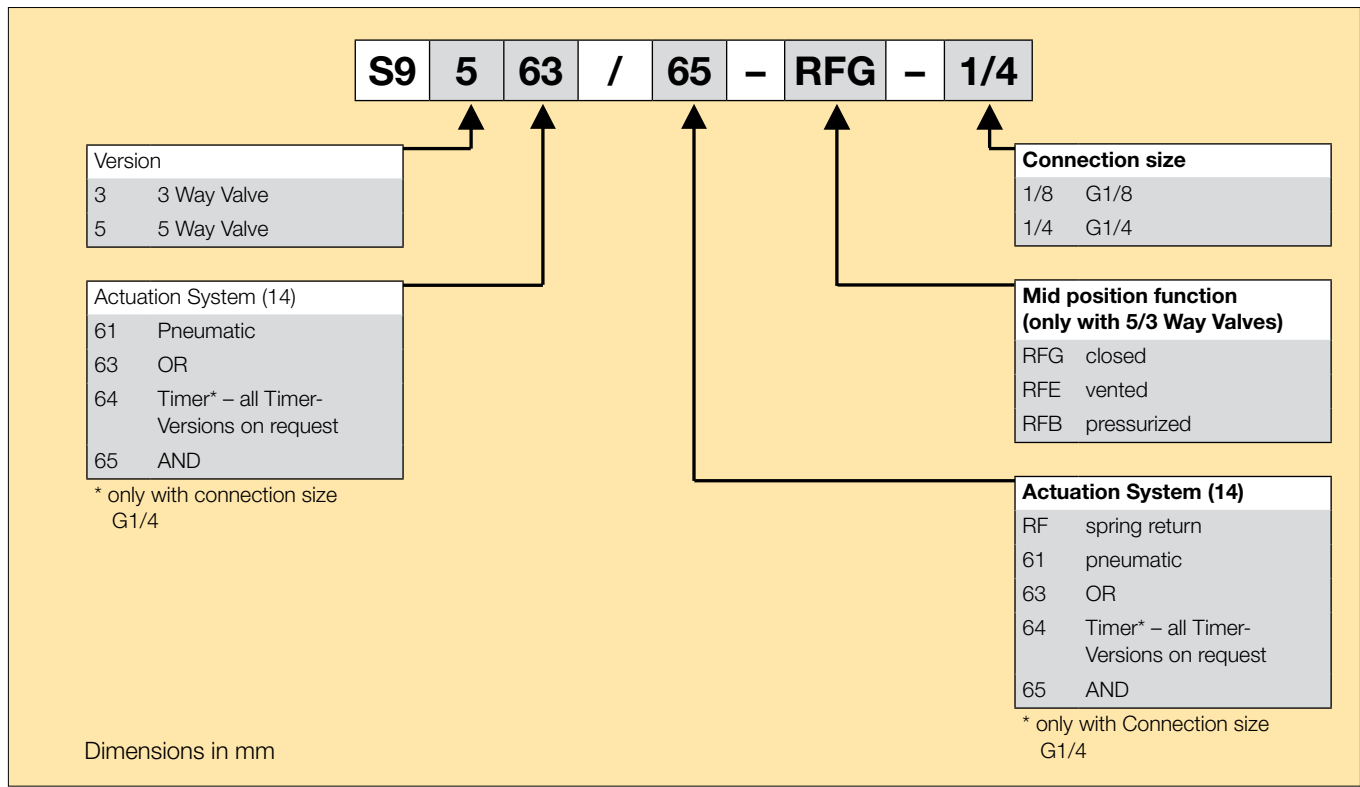 S9 5 63 / 65 – RFG – 1/4
Version
3 3 Way Valve
5 5 Way Valve
Actuation System (14)
61 Pneumatic
63 OR
64 Timer* – all Timer-
Versions on request
65 AND
* only with connection size
G1/4
Connection size
1/8 G1/8
1/4 G1/4
Mid position function
(only with 5/3 Way Valves)
RFG closed
RFE vented
RFB pressurized
Actuation System (14)
RF spring return
61 pneumatic
63 OR
64 Timer* – all Timer-
Versions on request
65 AND
* only with Connection size
G1/4
Dimensions in mm